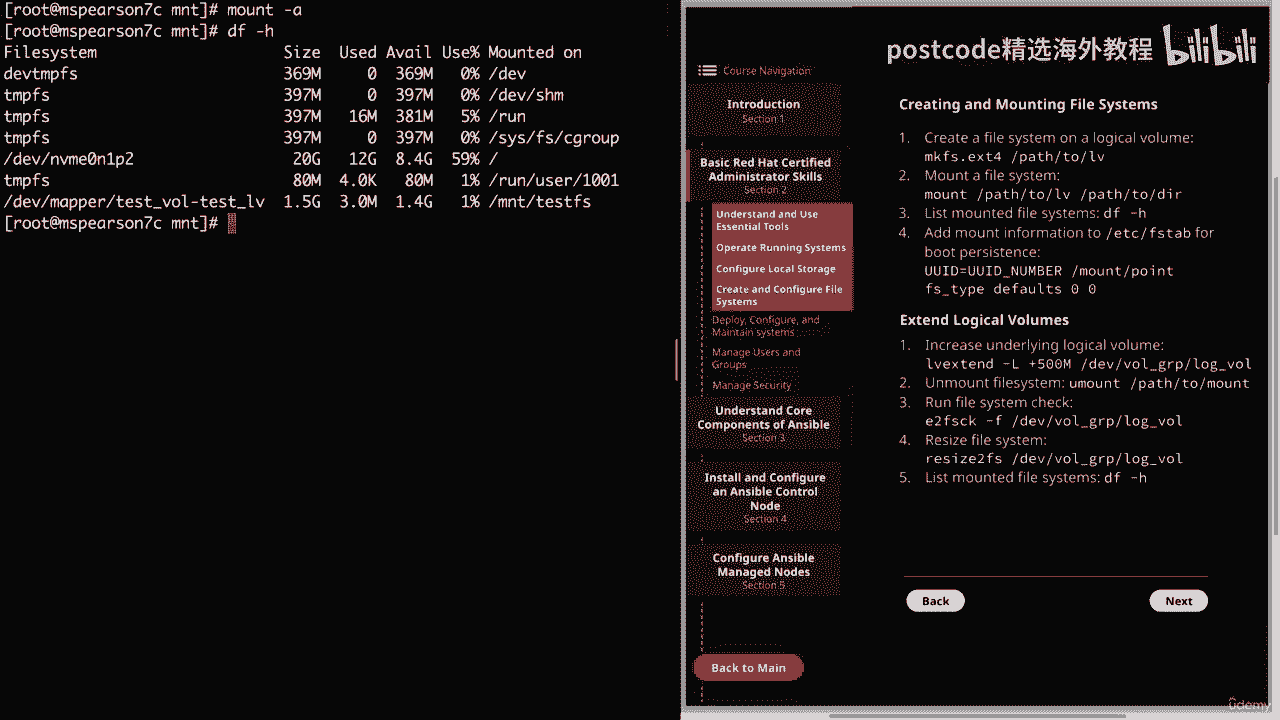 [root@mspearson7c mnt]# mount -a
[root@mspearson7c mnt]# df -h
Filesystem Size Used Avail Use% Mounted on
devtmpfs 369M 0 369M 0% /dev
tmpfs 397M 0 397M 0% /dev/shm
tmpfs 397M 16M 381M 5% /run
tmpfs 397M 0 397M 0% /sys/fs/cgroup
/dev/nvme0n1p2 20G 12G 8.4G 59% /
tmpfs 80M 4.0K 80M 1% /run/user/1001
/dev/mapper/test_vol-test_lv 1.5G 3.0M 1.4G 1% /mnt/testfs
[root@mspearson7c mnt]#
postcode精选海外教程 bilibili
Course Navigation
Introduction
Section 1
Basic Red Hat Certified
Administrator Skills
Section 2
Understand and Use
Essential Tools
Operate Running Systems
Configure Local Storage
Create and Configure File
Systems
Deploy, Configure, and
Maintain systems
Manage Users and
Groups
Manage Security
Understand Core
Components of Ansible
Section 3
Install and Configure
an Ansible Control
Node
Section 4
Configure Ansible
Managed Nodes
Section 5
Back to Main
Creating and Mounting File Systems
1. Create a file system on a logical volume:
mkfs.ext4 /path/to/lv
2. Mount a file system:
mount /path/to/lv /path/to/dir
3. List mounted file systems: df -h
4. Add mount information to /etc/fstab for
boot persistence:
UUID=UUID_NUMBER /mount/point
fs_type defaults 0 0
Extend Logical Volumes
1. Increase underlying logical volume:
lvextend -L +500M /dev/vol_grp/log_vol
2. Unmount filesystem: umount /path/to/mount
3. Run file system check:
e2fsck -f /dev/vol_grp/log_vol
4. Resize file system:
resize2fs /dev/vol_grp/log_vol
5. List mounted file systems: df -h
Back
Next
ûdemy